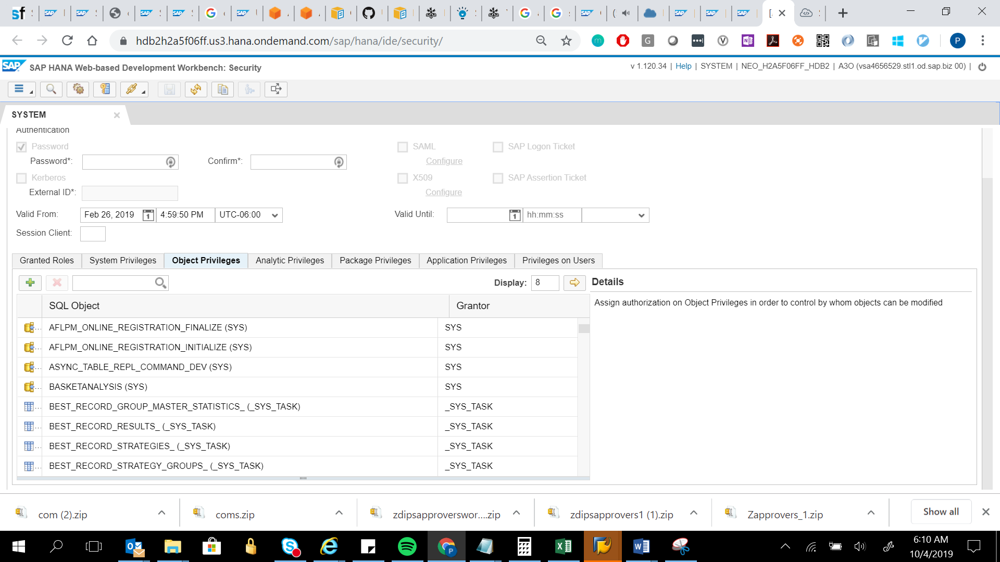 hdb2h2a5f06ff.us3.hana.ondemand.com/sap/hana/ide/security/
P
SAP SAP HANA Web-based Development Workbench: Security
v 1.120.34 | Help | SYSTEM | NEO_H2A5F06FF_HDB2 | A3O (vsa4656529.stl1.od.sap.biz 00) |
SYSTEM
Authentication
Password
SAML
SAP Logon Ticket
Password*:
Confirm*:
Configure
Kerberos
X509
SAP Assertion Ticket
External ID*:
Configure
Valid From:
Feb 26, 2019
4:59:50 PM
UTC-06:00
Valid Until:
hh:mm:ss
Session Client:
Granted Roles
System Privileges
Object Privileges
Analytic Privileges
Package Privileges
Application Privileges
Privileges on Users
Display: 8
Details
SQL Object
Grantor
Assign authorization on Object Privileges in order to control by whom objects can be modified
AFLPM_ONLINE_REGISTRATION_FINALIZE (SYS) SYS
AFLPM_ONLINE_REGISTRATION_INITIALIZE (SYS) SYS
ASYNC_TABLE_REPL_COMMAND_DEV (SYS) SYS
BASKETANALYSIS (SYS) SYS
BEST_RECORD_GROUP_MASTER_STATISTICS_ (_SYS_TASK) _SYS_TASK
BEST_RECORD_RESULTS_ (_SYS_TASK) _SYS_TASK
BEST_RECORD_STRATEGIES_ (_SYS_TASK) _SYS_TASK
BEST_RECORD_STRATEGY_GROUPS_ (_SYS_TASK) _SYS_TASK
com (2).zip
coms.zip
zdipsapproverswor....zip
zdipsapprovers1 (1).zip
Zapprovers_1.zip
Show all
6:10 AM
10/4/2019